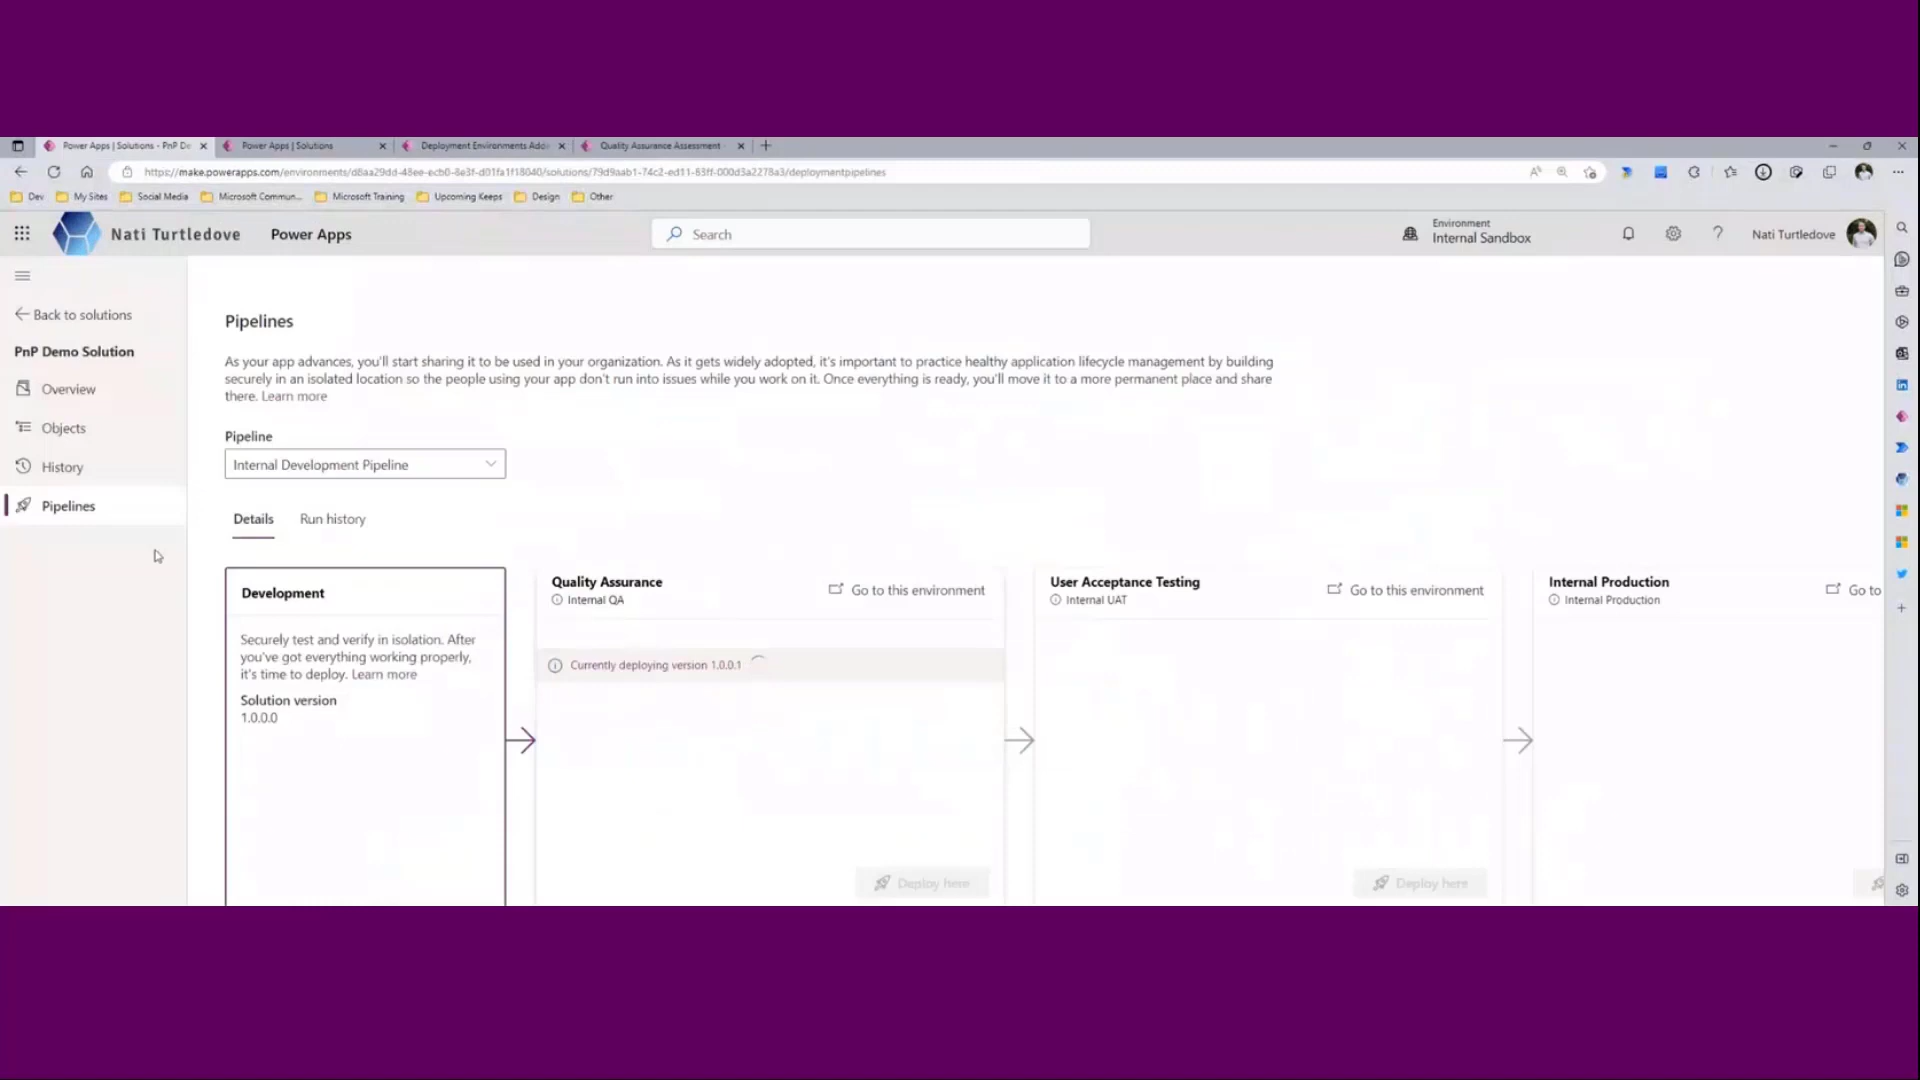 Power Apps | Solutions - PnP De
Power Apps | Solutions
Deployment Environments Ado
Quality Assurance Assessment
https://make.powerapps.com/environments/d8aa29dd-48ee-ecb0-8e3f-d01fa1f18040/solutions/79d9aab1-74c2-ed11-83ff-000d3a2278a3/deploymentpipelines
Dev
My Sites
Social Media
Microsoft Commun...
Microsoft Training
Upcoming Keeps
Design
Other
Nati Turtledove
Power Apps
Search
Environment
Internal Sandbox
Nati Turtledove
Back to solutions
PnP Demo Solution
Overview
Objects
History
Pipelines
Pipelines
As your app advances, you'll start sharing it to be used in your organization. As it gets widely adopted, it's important to practice healthy application lifecycle management by building
securely in an isolated location so the people using your app don't run into issues while you work on it. Once everything is ready, you'll move it to a more permanent place and share
there. Learn more
Pipeline
Internal Development Pipeline
Details
Run history
Development
Securely test and verify in isolation. After
you've got everything working properly,
it's time to deploy. Learn more
Solution version
1.0.0.0
Quality Assurance
Internal QA
Go to this environment
Currently deploying version 1.0.0.1
Deploy here
User Acceptance Testing
Internal UAT
Go to this environment
Deploy here
Internal Production
Internal Production
Go to